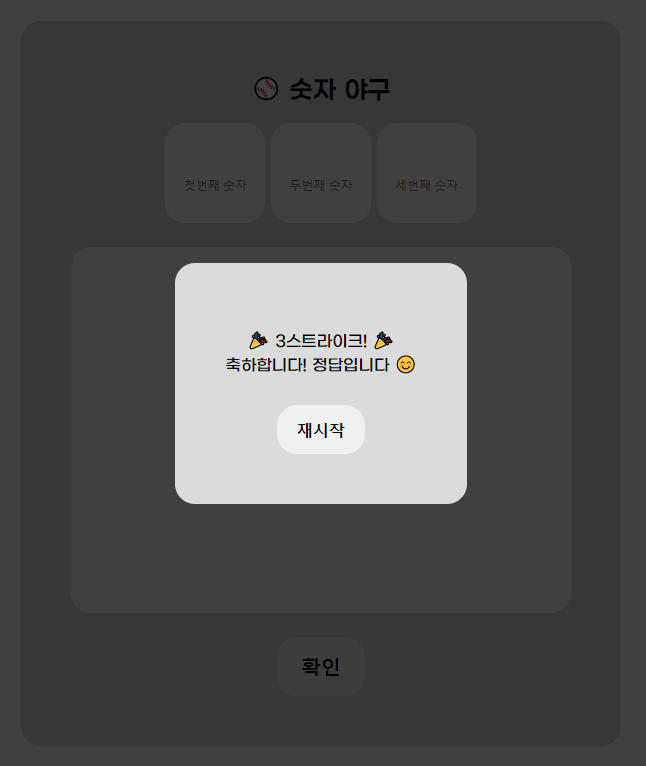 ⚾ 숫자 야구
첫번째 숫자 두번째 숫자 세번째 숫자
🎉 3스트라이크! 🎉
축하합니다! 정답입니다 😊
재시작
확인